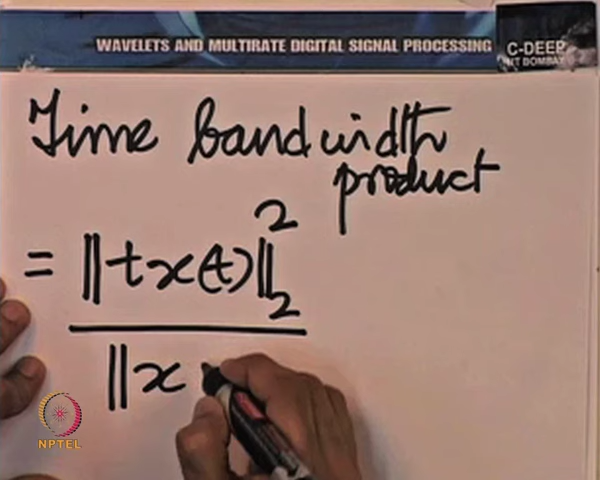 WAVELETS AND MULTIRATE DIGITAL SIGNAL PROCESSING
C-DEEP
IIT BOMBAY
Time bandwidth
product
= ||tx(t)||₂²
||x
NPTEL